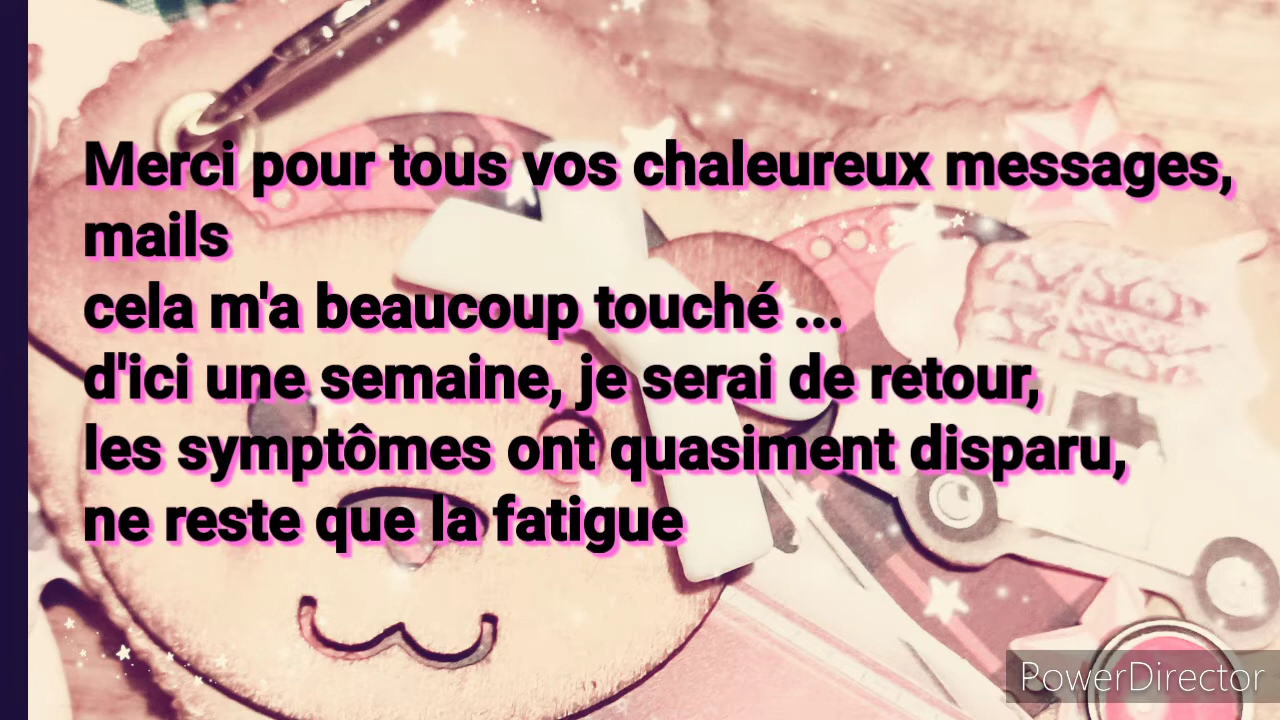 Merci pour tous vos chaleureux messages,
mails
cela m'a beaucoup touché ...
d'ici une semaine, je serai de retour,
les symptômes ont quasiment disparu,
ne reste que la fatigue
PowerDirector